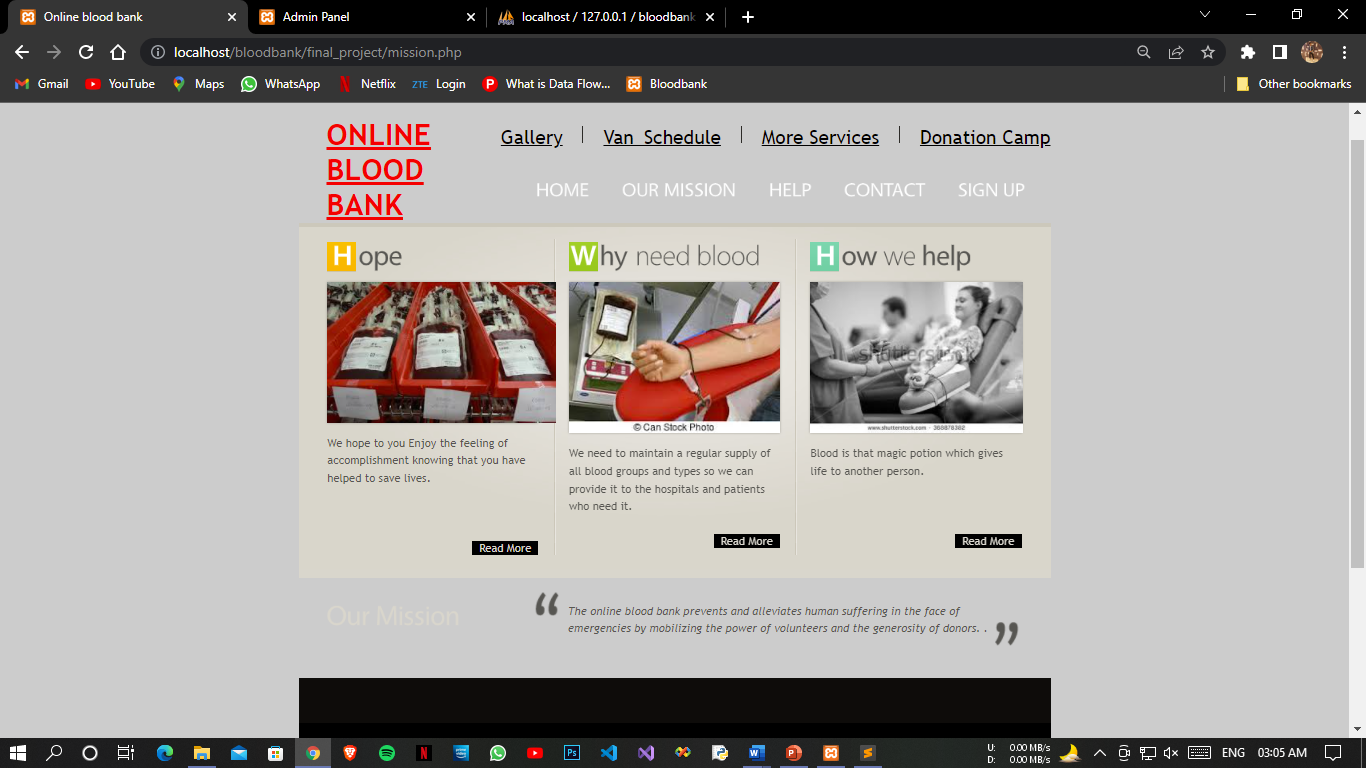 Online blood bank
Admin Panel
localhost / 127.0.0.1 / bloodbank
localhost/bloodbank/final_project/mission.php
Gmail YouTube Maps WhatsApp Netflix ZTE Login What is Data Flow... Bloodbank Other bookmarks
ONLINE
BLOOD
BANK
Gallery Van Schedule More Services Donation Camp
HOME OUR MISSION HELP CONTACT SIGN UP
Hope
We hope to you Enjoy the feeling of
accomplishment knowing that you have
helped to save lives.
Read More
Why need blood
© Can Stock Photo
We need to maintain a regular supply of
all blood groups and types so we can
provide it to the hospitals and patients
who need it.
Read More
How we help
shutterstock
www.shutterstock.com · 368878382
Blood is that magic potion which gives
life to another person.
Read More
Our Mission
“ The online blood bank prevents and alleviates human suffering in the face of
emergencies by mobilizing the power of volunteers and the generosity of donors. . ”
U: 0.00 MB/s
D: 0.00 MB/s
ENG 03:05 AM